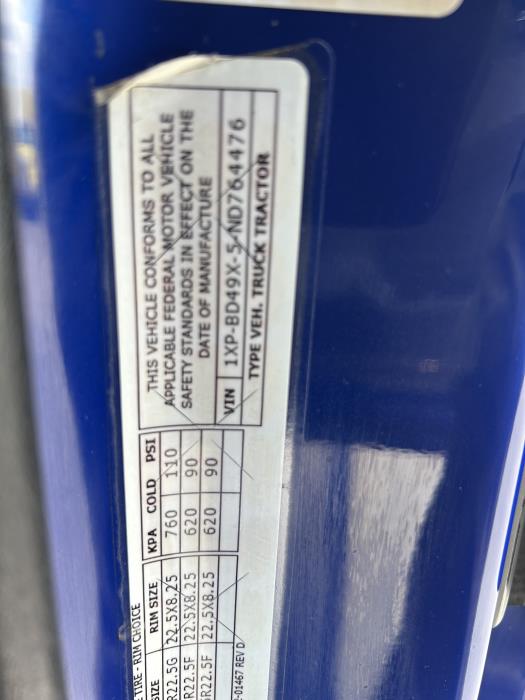 TIRE - RIM CHOICE
SIZE RIM SIZE KPA COLD PSI
R22.5G 22.5X8.25 760 110
R22.5F 22.5X8.25 620 90
R22.5F 22.5X8.25 620 90
-01467 REV D
THIS VEHICLE CONFORMS TO ALL
APPLICABLE FEDERAL MOTOR VEHICLE
SAFETY STANDARDS IN EFFECT ON THE
DATE OF MANUFACTURE
VIN 1XP-BD49X-5-ND764476
TYPE VEH. TRUCK TRACTOR